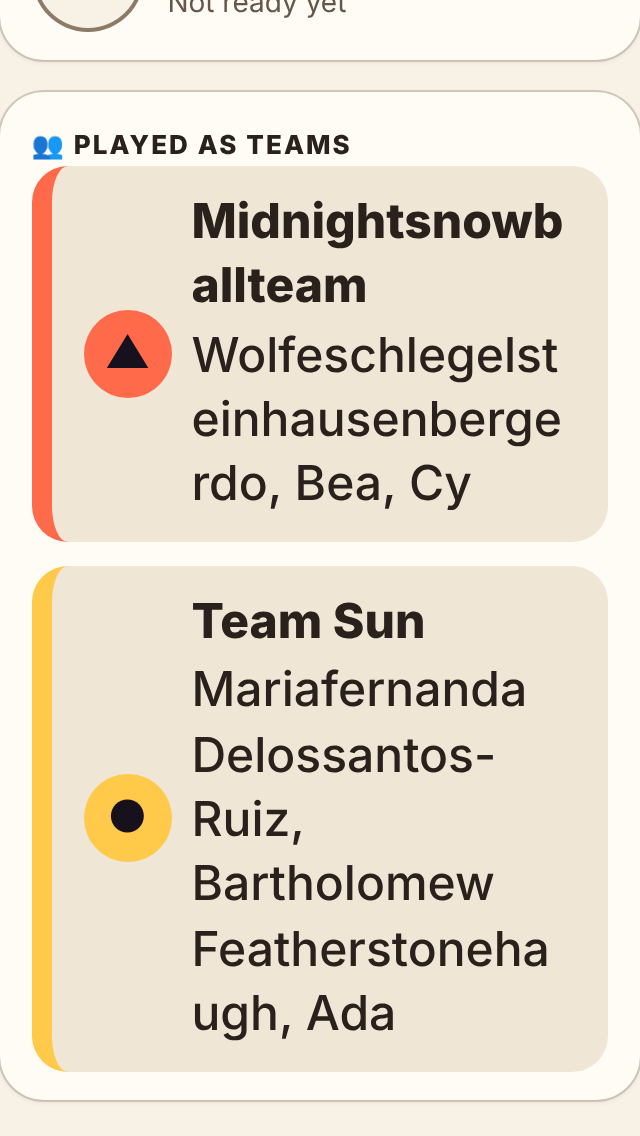 Not ready yet
👥 PLAYED AS TEAMS
Midnightsnowb
allteam
Wolfeschlegelst
einhausenberge
rdo, Bea, Cy
Team Sun
Mariafernanda
Delossantos-
Ruiz,
Bartholomew
Featherstoneha
ugh, Ada